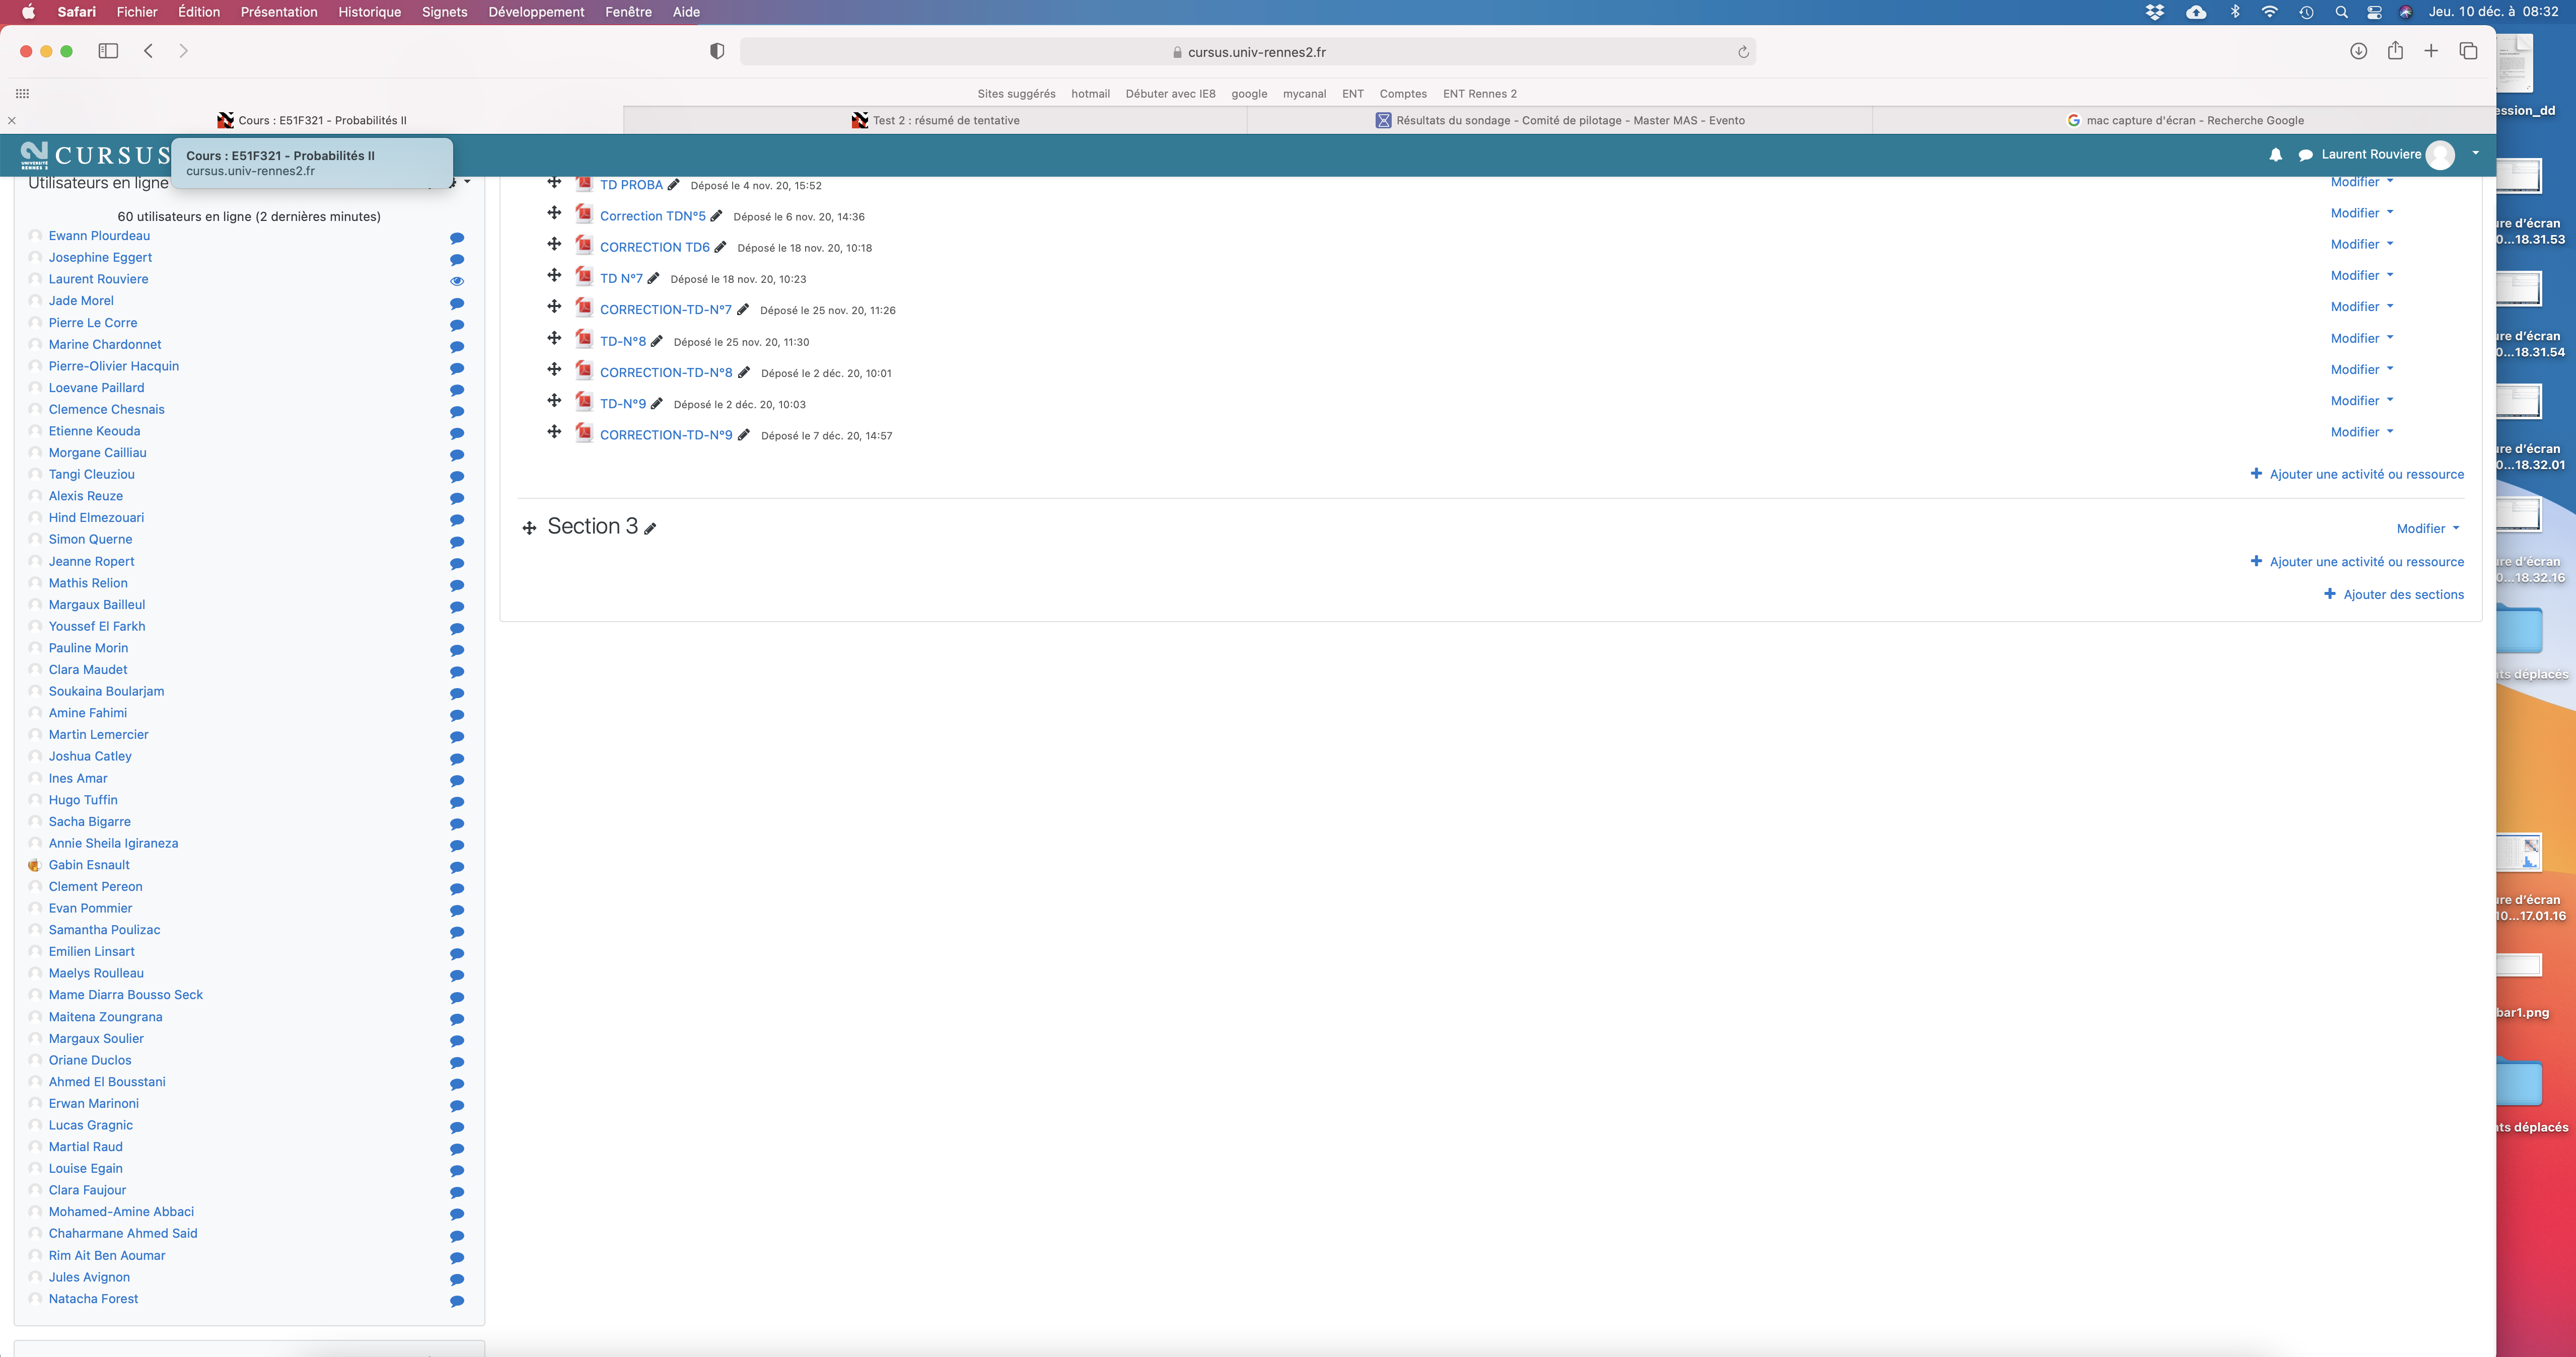 Safari Fichier Édition Présentation Historique Signets Développement Fenêtre Aide Jeu. 10 déc. à 08:32
cursus.univ-rennes2.fr
Sites suggérés hotmail Débuter avec IE8 google mycanal ENT Comptes ENT Rennes 2
Cours : E51F321 - Probabilités II Test 2 : résumé de tentative Résultats du sondage - Comité de pilotage - Master MAS - Evento mac capture d'écran - Recherche Google
UNIVERSITÉ RENNES 2 CURSUS Laurent Rouviere
Cours : E51F321 - Probabilités II
cursus.univ-rennes2.fr
Utilisateurs en ligne
60 utilisateurs en ligne (2 dernières minutes)
Ewann Plourdeau
Josephine Eggert
Laurent Rouviere
Jade Morel
Pierre Le Corre
Marine Chardonnet
Pierre-Olivier Hacquin
Loevane Paillard
Clemence Chesnais
Etienne Keouda
Morgane Cailliau
Tangi Cleuziou
Alexis Reuze
Hind Elmezouari
Simon Querne
Jeanne Ropert
Mathis Relion
Margaux Bailleul
Youssef El Farkh
Pauline Morin
Clara Maudet
Soukaina Boularjam
Amine Fahimi
Martin Lemercier
Joshua Catley
Ines Amar
Hugo Tuffin
Sacha Bigarre
Annie Sheila Igiraneza
Gabin Esnault
Clement Pereon
Evan Pommier
Samantha Poulizac
Emilien Linsart
Maelys Roulleau
Mame Diarra Bousso Seck
Maitena Zoungrana
Margaux Soulier
Oriane Duclos
Ahmed El Bousstani
Erwan Marinoni
Lucas Gragnic
Martial Raud
Louise Egain
Clara Faujour
Mohamed-Amine Abbaci
Chaharmane Ahmed Said
Rim Ait Ben Aoumar
Jules Avignon
Natacha Forest
TD PROBA Déposé le 4 nov. 20, 15:52 Modifier
Correction TDN°5 Déposé le 6 nov. 20, 14:36 Modifier
CORRECTION TD6 Déposé le 18 nov. 20, 10:18 Modifier
TD N°7 Déposé le 18 nov. 20, 10:23 Modifier
CORRECTION-TD-N°7 Déposé le 25 nov. 20, 11:26 Modifier
TD-N°8 Déposé le 25 nov. 20, 11:30 Modifier
CORRECTION-TD-N°8 Déposé le 2 déc. 20, 10:01 Modifier
TD-N°9 Déposé le 2 déc. 20, 10:03 Modifier
CORRECTION-TD-N°9 Déposé le 7 déc. 20, 14:57 Modifier
Ajouter une activité ou ressource
Section 3 Modifier
Ajouter une activité ou ressource
Ajouter des sections
ession_dd
ure d'écran
0...18.31.53
ure d'écran
0...18.31.54
ure d'écran
0...18.32.01
ure d'écran
0...18.32.16
nts déplacés
ure d'écran
10...17.01.16
bar1.png
nts déplacés